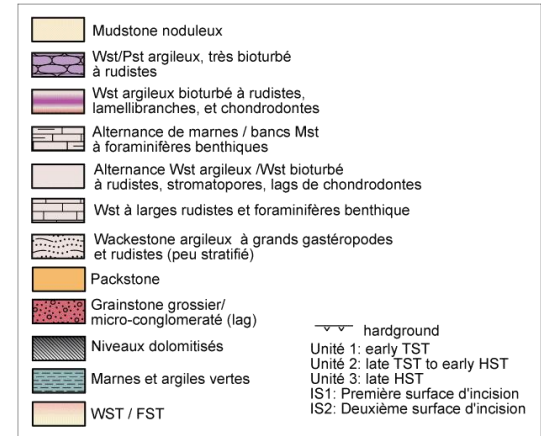 Mudstone noduleux
Wst/Pst argileux, très bioturbé
à rudistes
Wst argileux bioturbé à rudistes,
lamellibranches, et chondrodontes
Alternance de marnes / bancs Mst
à foraminifères benthiques
Alternance Wst argileux /Wst bioturbé
à rudistes, stromatopores, lags de chondrodontes
Wst à larges rudistes et foraminifères benthique
Wackestone argileux à grands gastéropodes
et rudistes (peu stratifié)
Packstone
Grainstone grossier/
micro-conglomeraté (lag)
Niveaux dolomitisés
Marnes et argiles vertes
WST / FST
hardground
Unité 1: early TST
Unité 2: late TST to early HST
Unité 3: late HST
IS1: Première surface d'incision
IS2: Deuxième surface d'incision